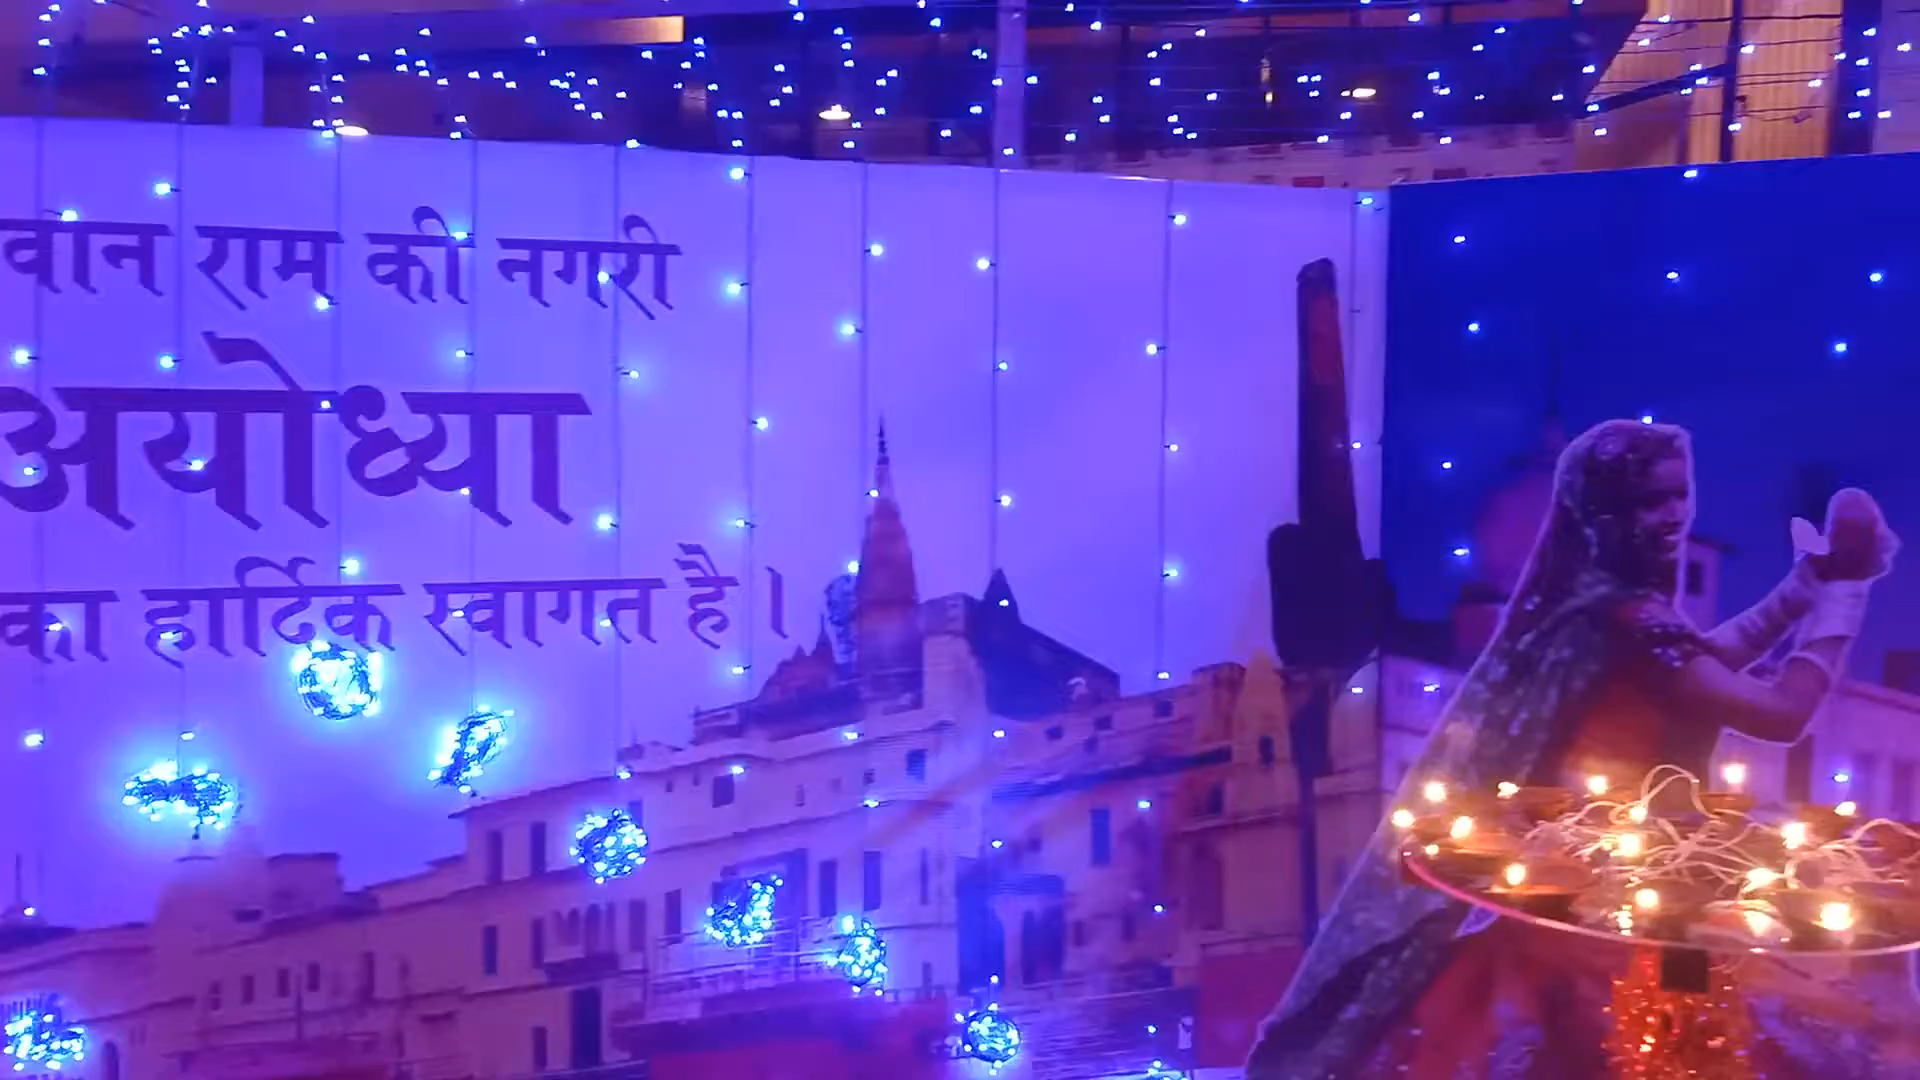 वान राम की नगरी
अयोध्या
का हार्दिक स्वागत है।